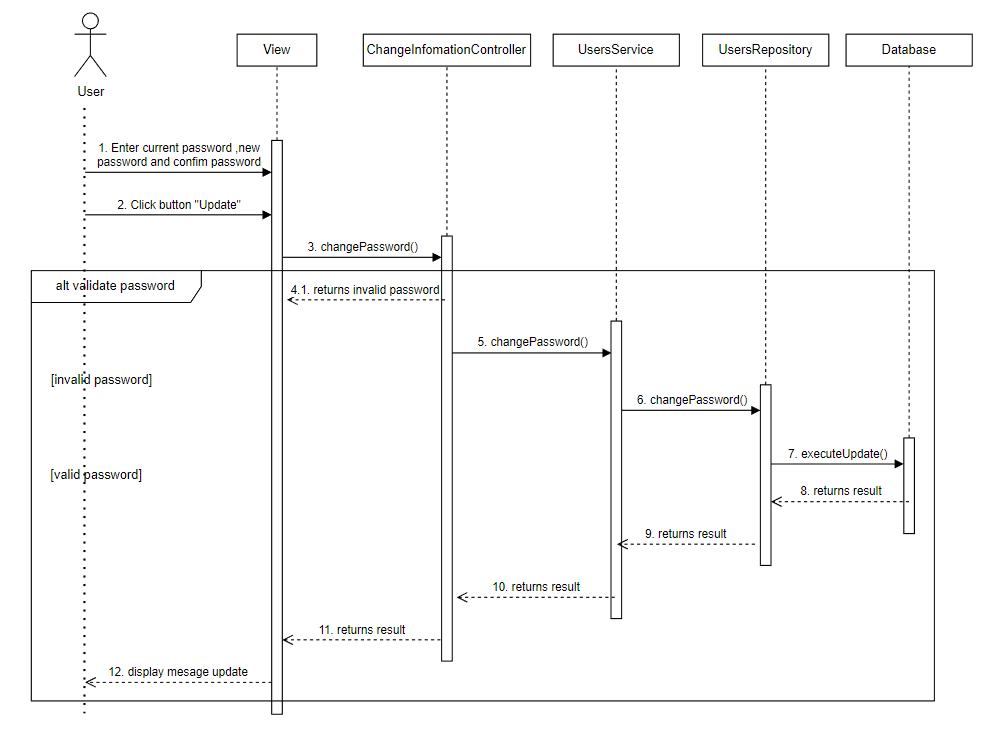 User
View
ChangeInfomationController
UsersService
UsersRepository
Database
1. Enter current password ,new
password and confim password
2. Click button "Update"
3. changePassword()
alt validate password
4.1. returns invalid password
5. changePassword()
[invalid password]
6. changePassword()
7. executeUpdate()
[valid password]
8. returns result
9. returns result
10. returns result
11. returns result
12. display mesage update